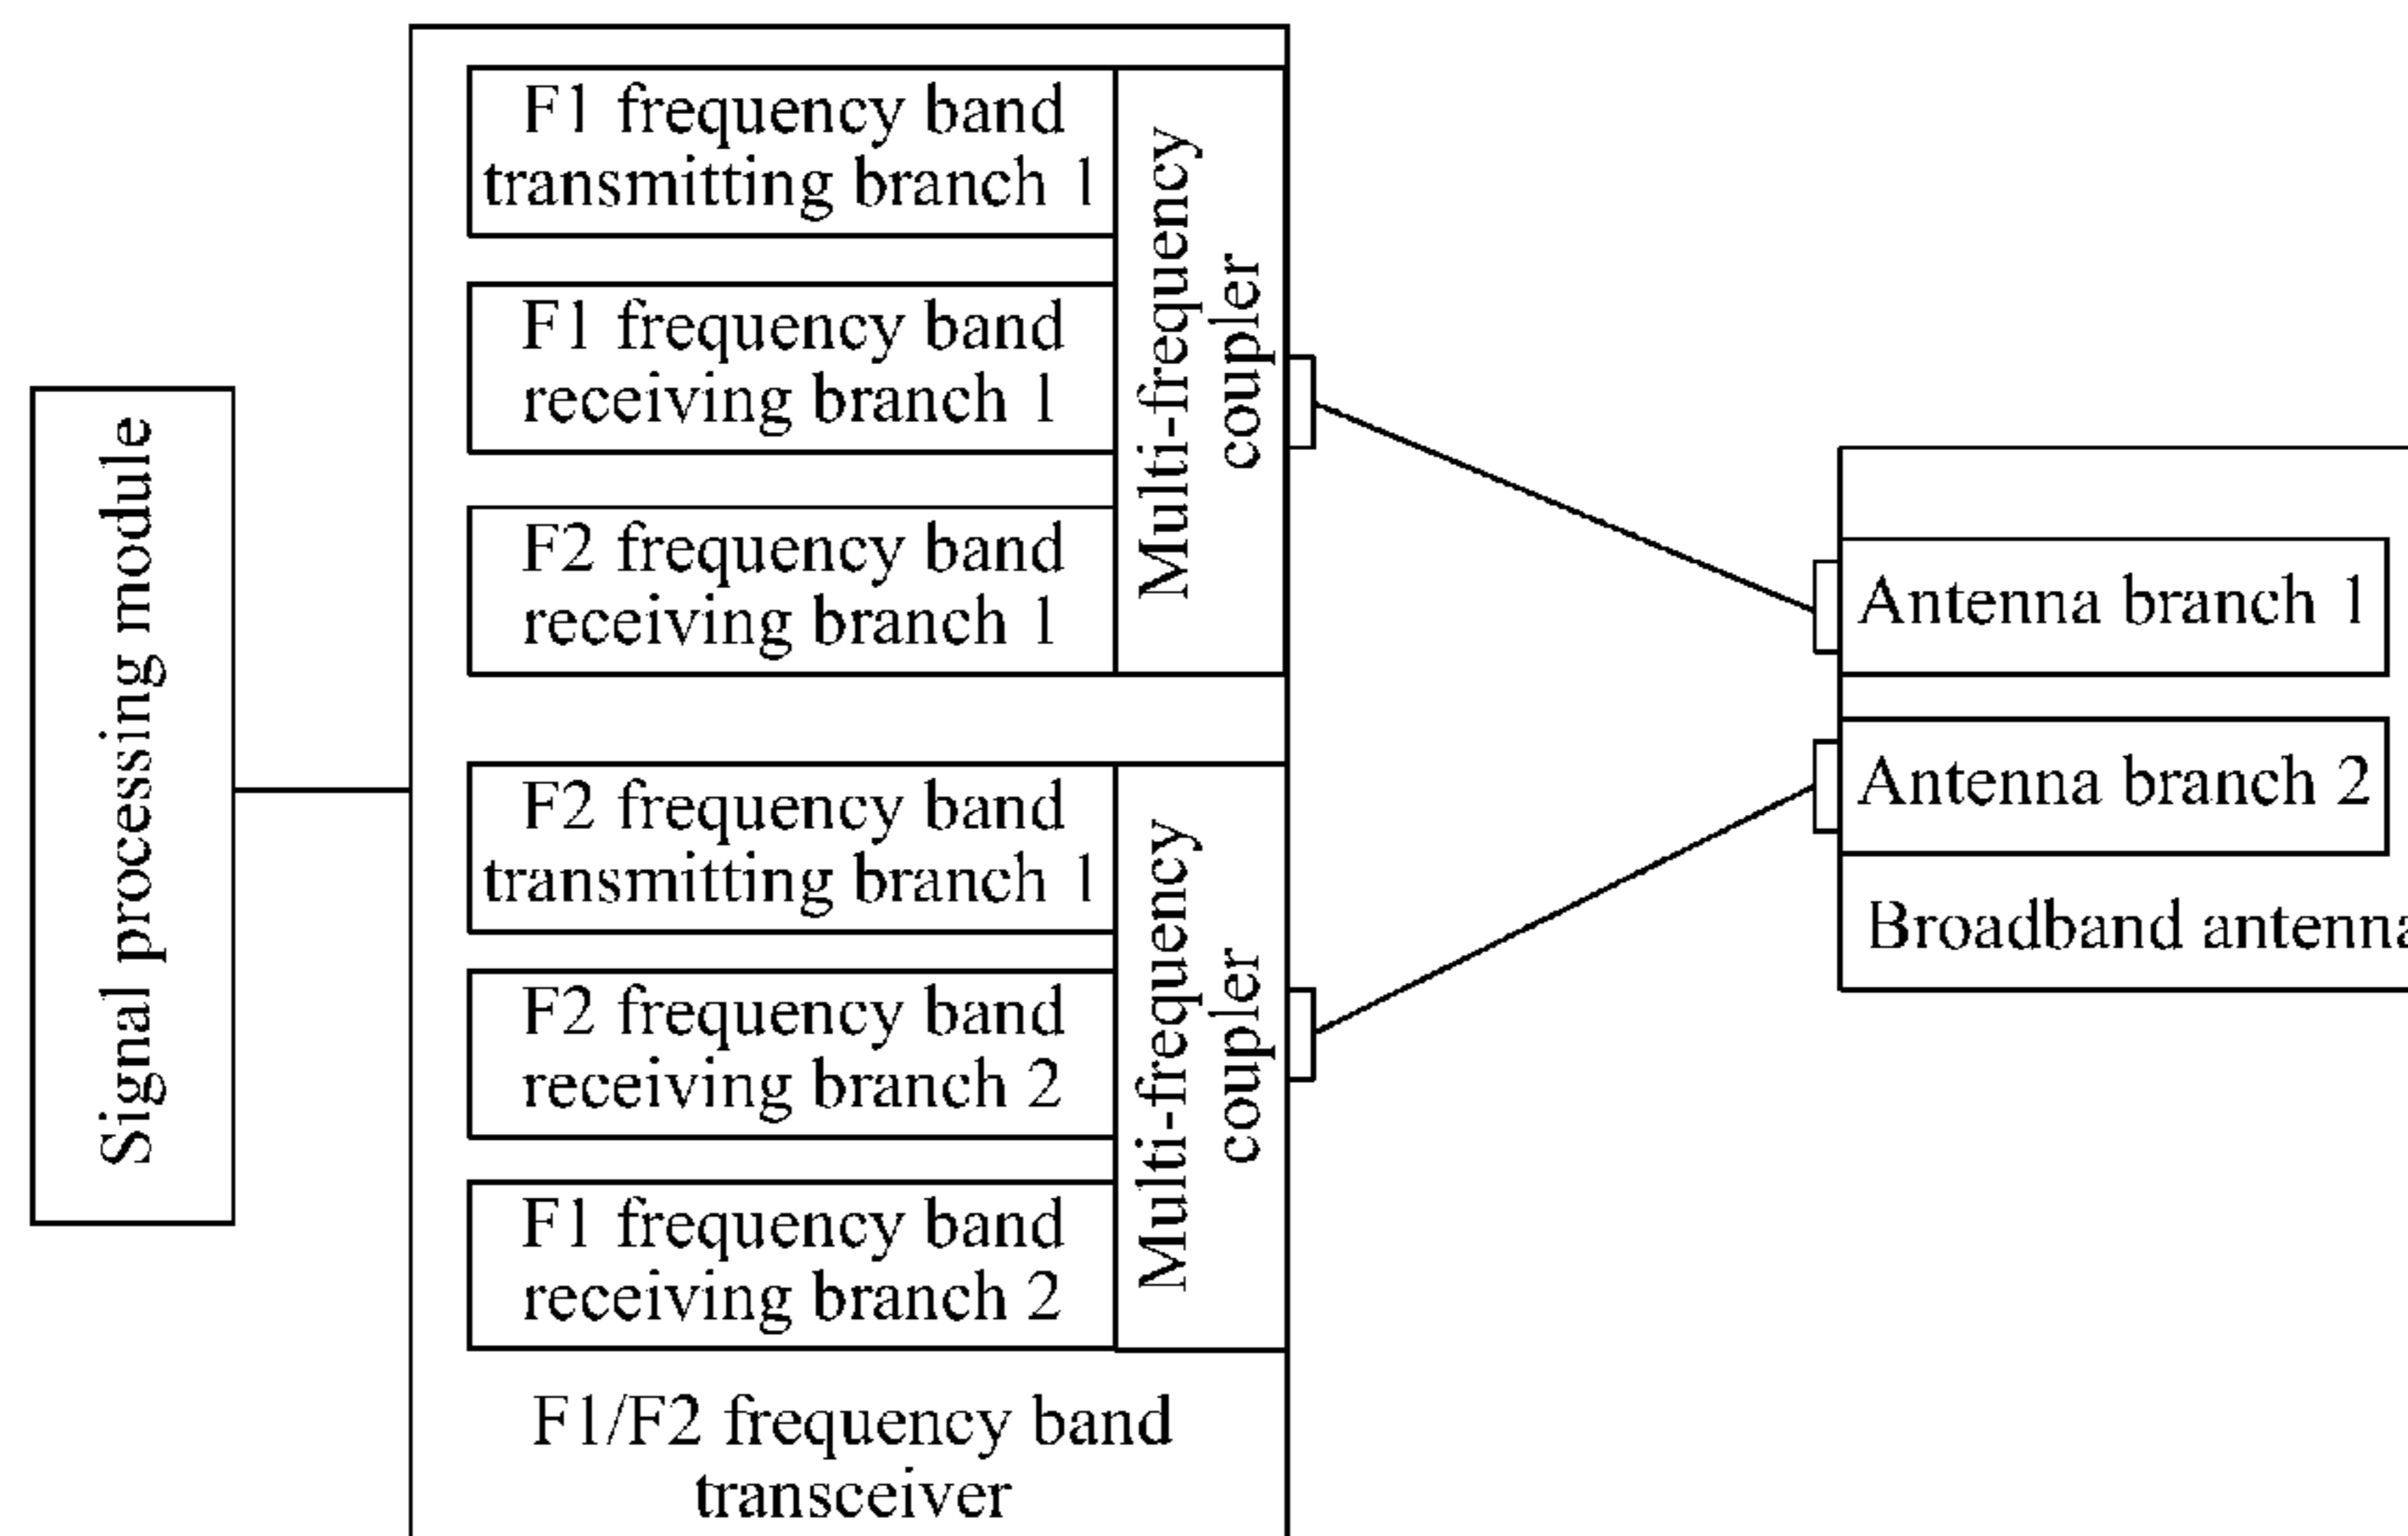 Signal processing module
F1 frequency band
transmitting branch 1
F1 frequency band
receiving branch 1
F2 frequency band
receiving branch 1
Multi-frequency
coupler
F2 frequency band
transmitting branch 1
F2 frequency band
receiving branch 2
F1 frequency band
receiving branch 2
Multi-frequency
coupler
F1/F2 frequency band
transceiver
Antenna branch 1
Antenna branch 2
Broadband antenna